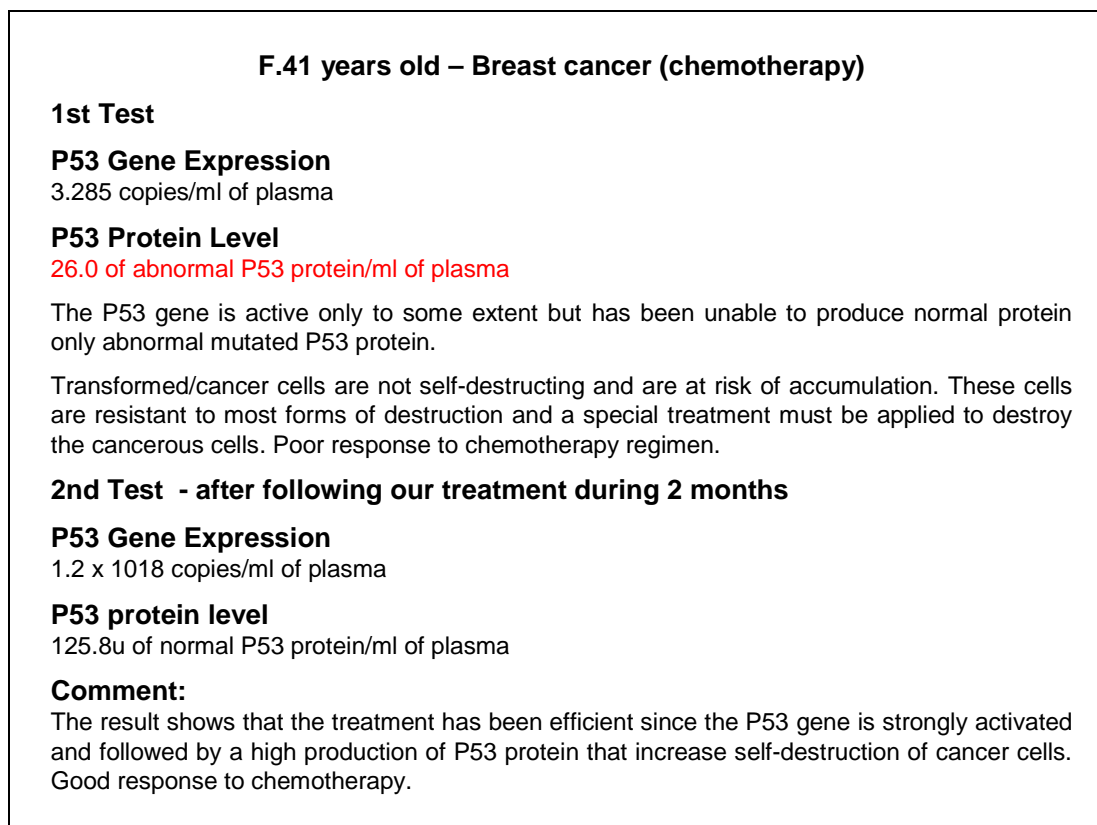 F.41 years old – Breast cancer (chemotherapy)
1st Test
P53 Gene Expression
3.285 copies/ml of plasma
P53 Protein Level
26.0 of abnormal P53 protein/ml of plasma
The P53 gene is active only to some extent but has been unable to produce normal protein
only abnormal mutated P53 protein.
Transformed/cancer cells are not self-destructing and are at risk of accumulation. These cells
are resistant to most forms of destruction and a special treatment must be applied to destroy
the cancerous cells. Poor response to chemotherapy regimen.
2nd Test  - after following our treatment during 2 months
P53 Gene Expression
1.2 x 1018 copies/ml of plasma
P53 protein level
125.8u of normal P53 protein/ml of plasma
Comment:
The result shows that the treatment has been efficient since the P53 gene is strongly activated
and followed by a high production of P53 protein that increase self-destruction of cancer cells.
Good response to chemotherapy.